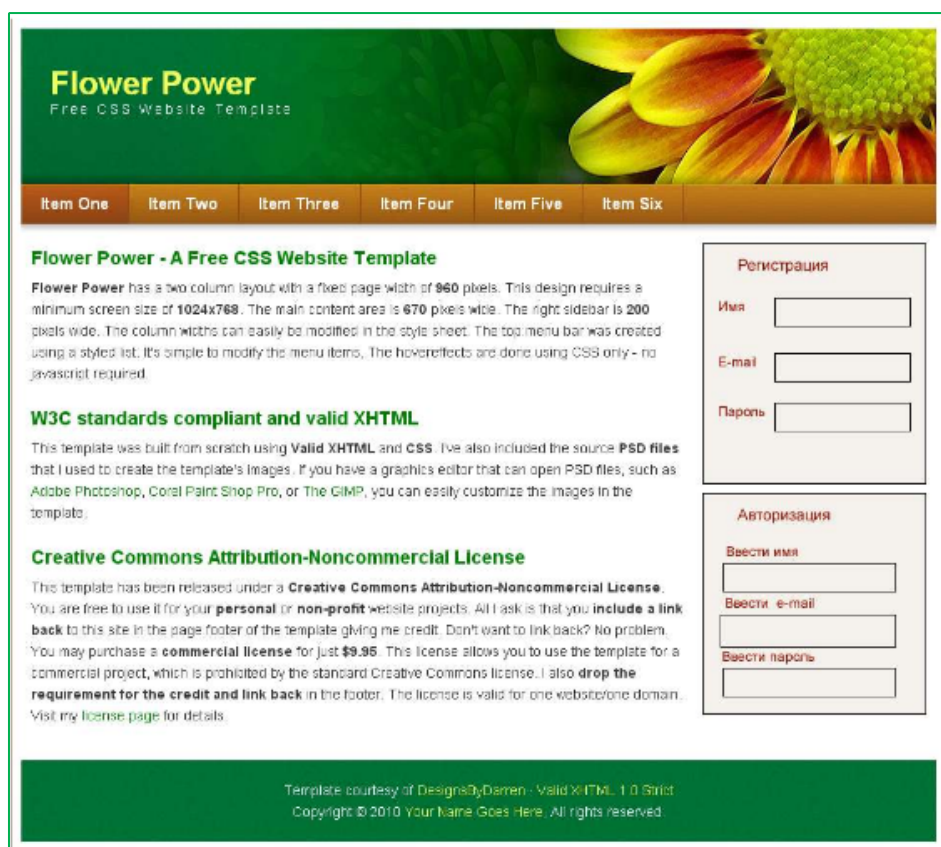 Flower Power
Free CSS Website Template
Item One Item Two Item Three Item Four Item Five Item Six
Flower Power - A Free CSS Website Template
Flower Power has a two column layout with a fixed page width of 960 pixels. This design requires a
minimum screen size of 1024x768. The main content area is 670 pixels wide. The right sidebar is 200
pixels wide. The column widths can easily be modified in the style sheet. The top menu bar was created
using a styled list. It's simple to modify the menu items, The hovereffects are done using CSS only - no
javascript required.
W3C standards compliant and valid XHTML
This template was built from scratch using Valid XHTML and CSS. I've also included the source PSD files
that I used to create the template's images. If you have a graphics editor that can open PSD files, such as
Adobe Photoshop, Corel Paint Shop Pro, or The GIMP, you can easily customize the images in the
template.
Creative Commons Attribution-Noncommercial License
This template has been released under a Creative Commons Attribution-Noncommercial License.
You are free to use it for your personal or non-profit website projects. All I ask is that you include a link
back to this site in the page footer of the template giving me credit. Don't want to link back? No problem.
You may purchase a commercial license for just $9.95. This license allows you to use the template for a
commercial project, which is prohibited by the standard Creative Commons license. I also drop the
requirement for the credit and link back in the footer. The license is valid for one website/one domain.
Visit my license page for details.
Регистрация
Имя
E-mail
Пароль
Авторизация
Ввести имя
Ввести e-mail
Ввести пароль
Template courtesy of DesignsByDarren - Valid XHTML 1.0 Strict
Copyright © 2010 Your Name Goes Here, All rights reserved.